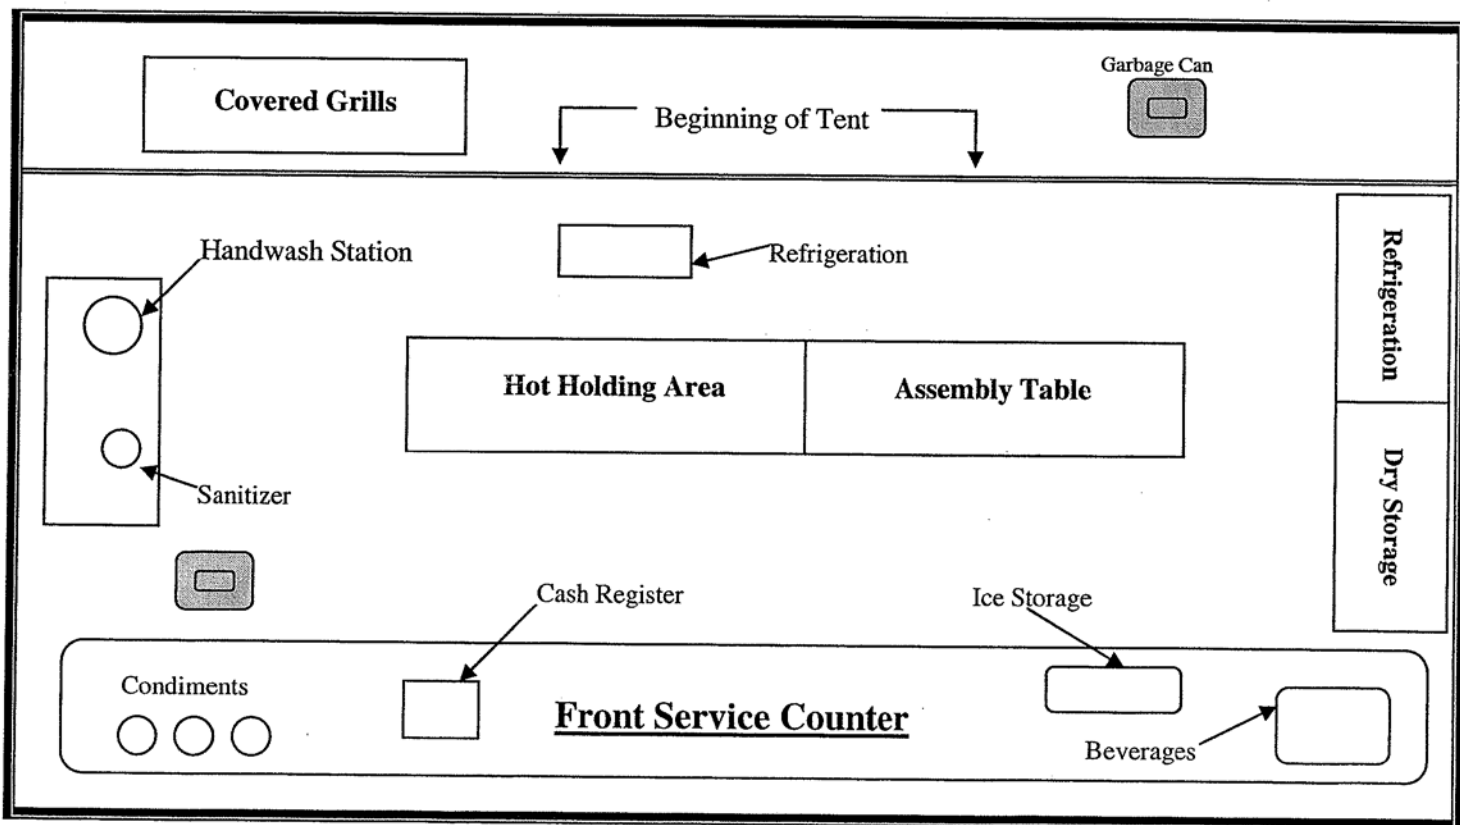 Covered Grills
Garbage Can
Beginning of Tent
Handwash Station
Refrigeration
Refrigeration
Hot Holding Area
Assembly Table
Sanitizer
Dry Storage
Cash Register
Ice Storage
Condiments
Front Service Counter
Beverages